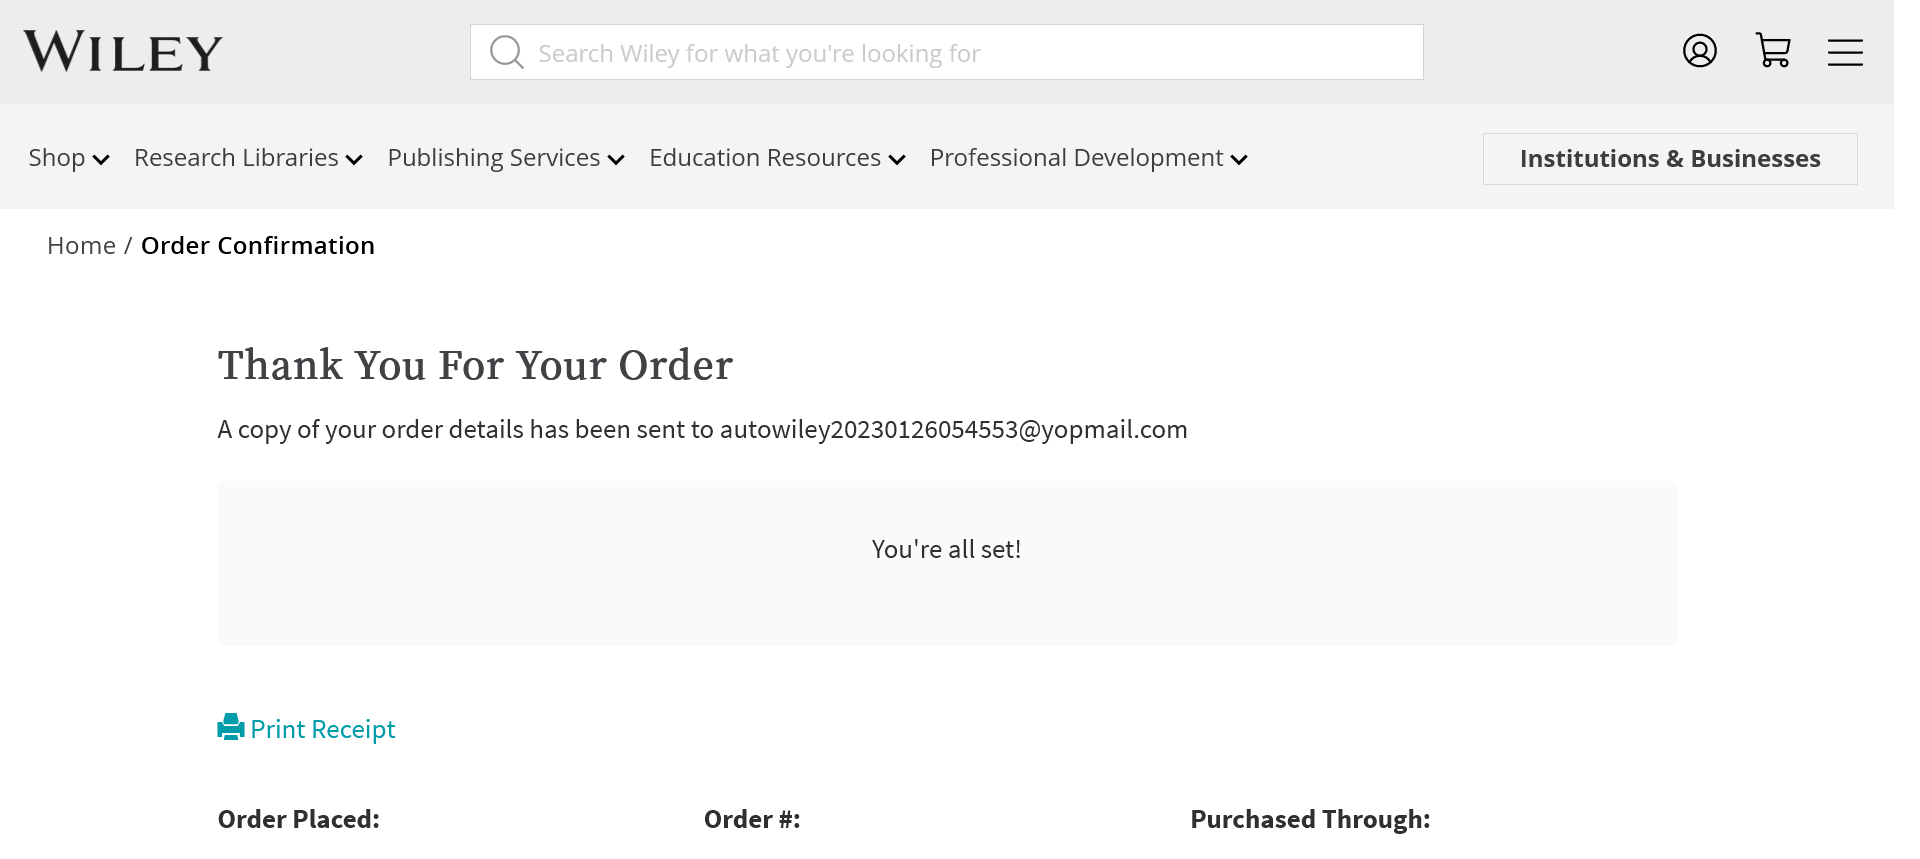 WILEY
Search Wiley for what you're looking for
Shop Research Libraries Publishing Services Education Resources Professional Development Institutions & Businesses
Home / Order Confirmation
Thank You For Your Order
A copy of your order details has been sent to autowiley20230126054553@yopmail.com
You're all set!
Print Receipt
Order Placed: Order #: Purchased Through: